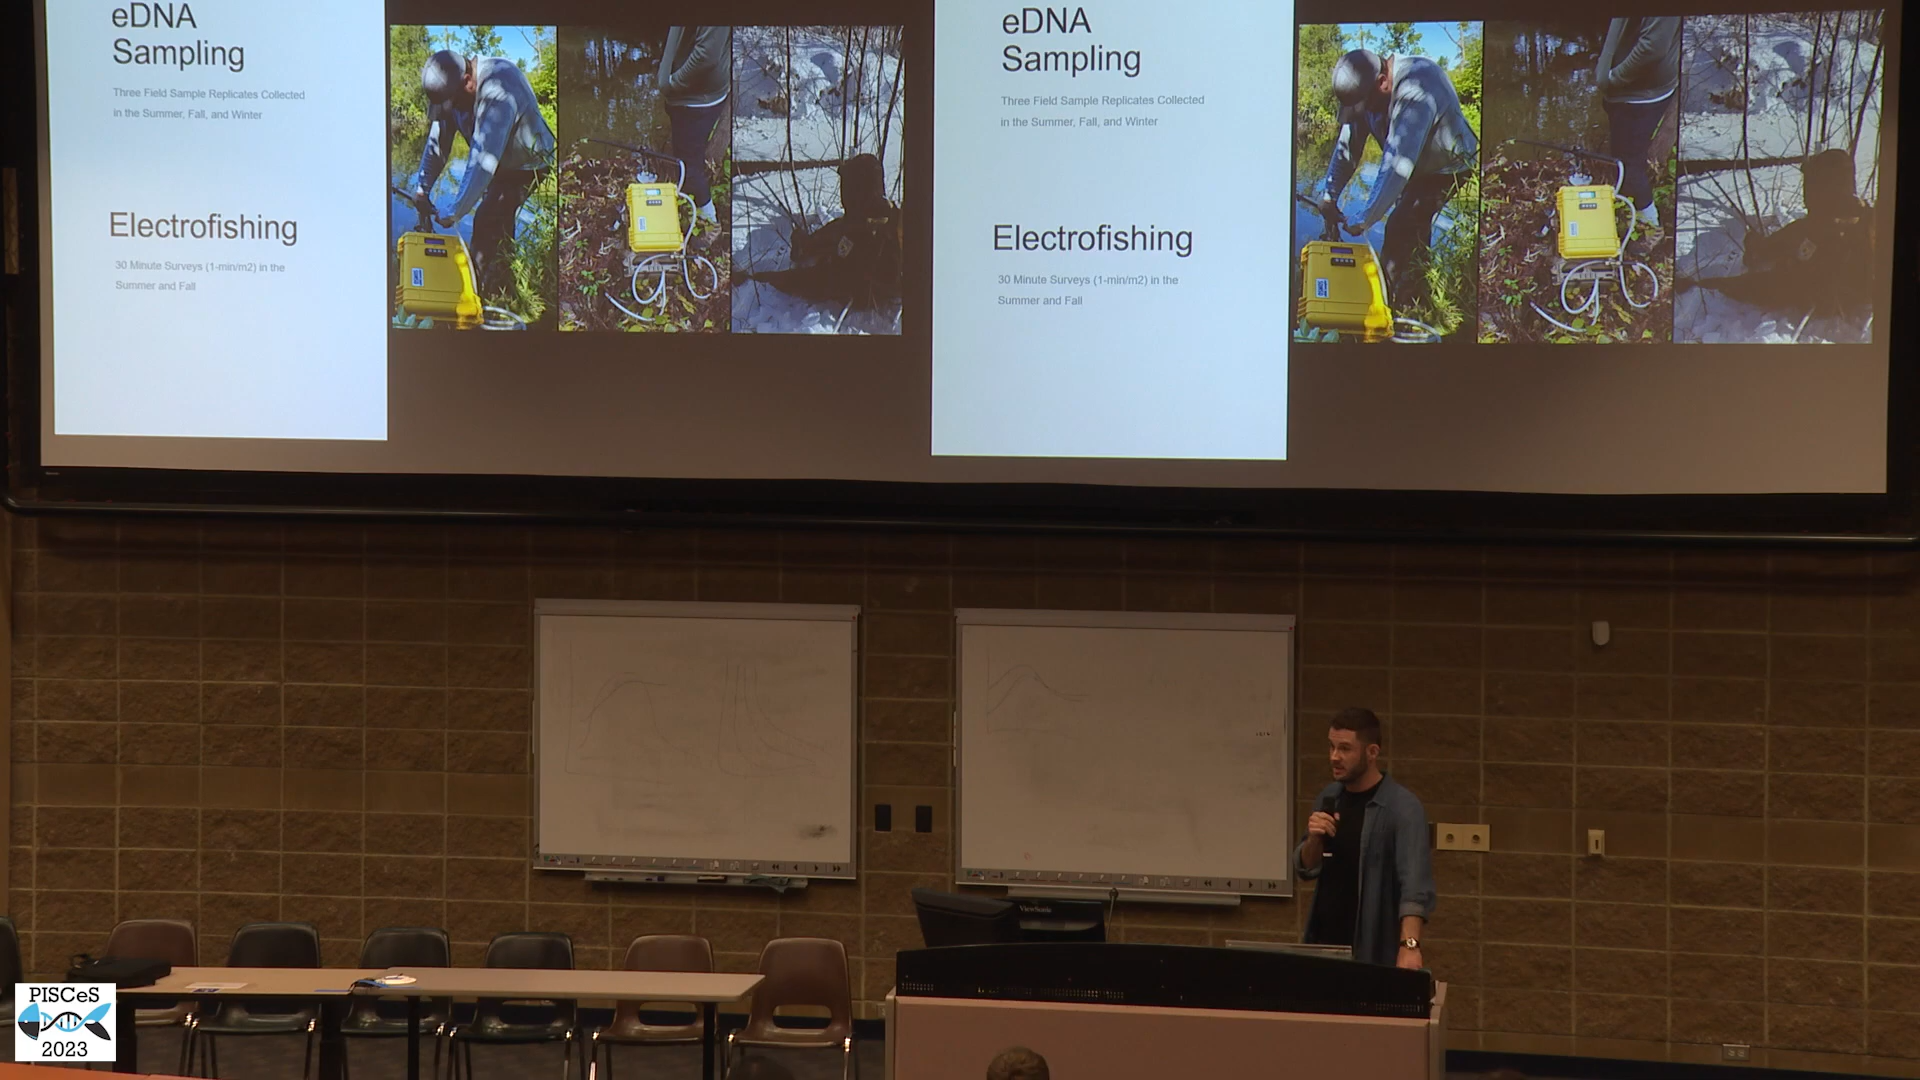 eDNA
Sampling
Three Field Sample Replicates Collected
in the Summer, Fall, and Winter
Electrofishing
30 Minute Surveys (1-min/m2) in the
Summer and Fall
eDNA
Sampling
Three Field Sample Replicates Collected
in the Summer, Fall, and Winter
Electrofishing
30 Minute Surveys (1-min/m2) in the
Summer and Fall
ViewSonic
PISCeS
2023